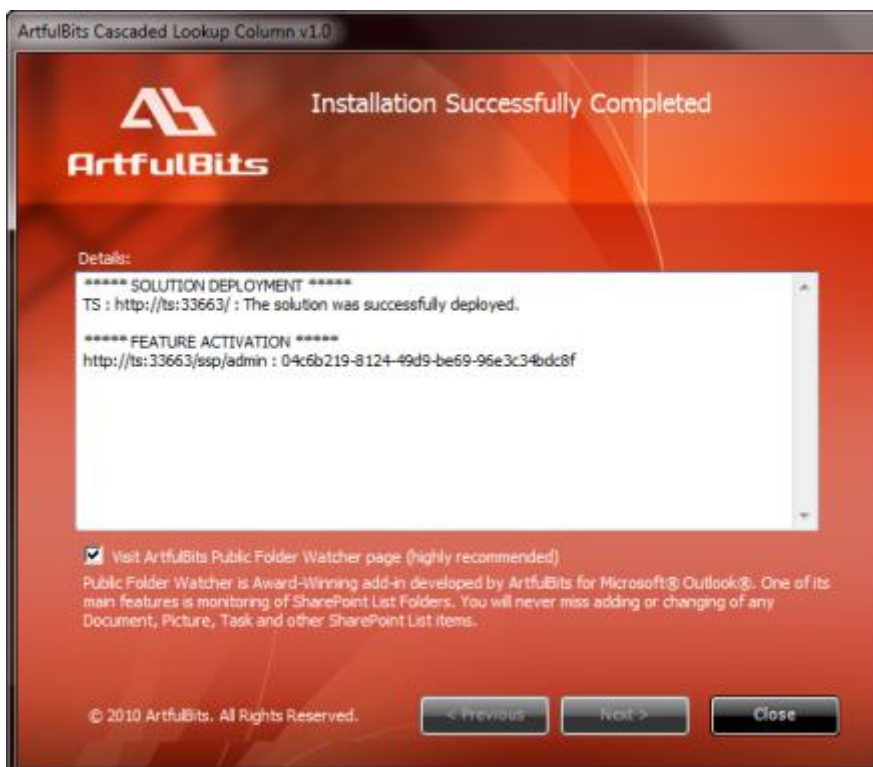 ArtfulBits Cascaded Lookup Column v1.0
Installation Successfully Completed
ArtfulBits
Details:
***** SOLUTION DEPLOYMENT *****
TS : http://ts:33663/ : The solution was successfully deployed.
***** FEATURE ACTIVATION *****
http://ts:33663/ssp/admin : 04c6b219-8124-49d9-be69-96e3c34bdc8f
Visit ArtfulBits Public Folder Watcher page (highly recommended)
Public Folder Watcher is Award-Winning add-in developed by ArtfulBits for Microsoft® Outlook®. One of its
main features is monitoring of SharePoint List Folders. You will never miss adding or changing of any
Document, Picture, Task and other SharePoint List items.
© 2010 ArtfulBits. All Rights Reserved.
< Previous
Next >
Close